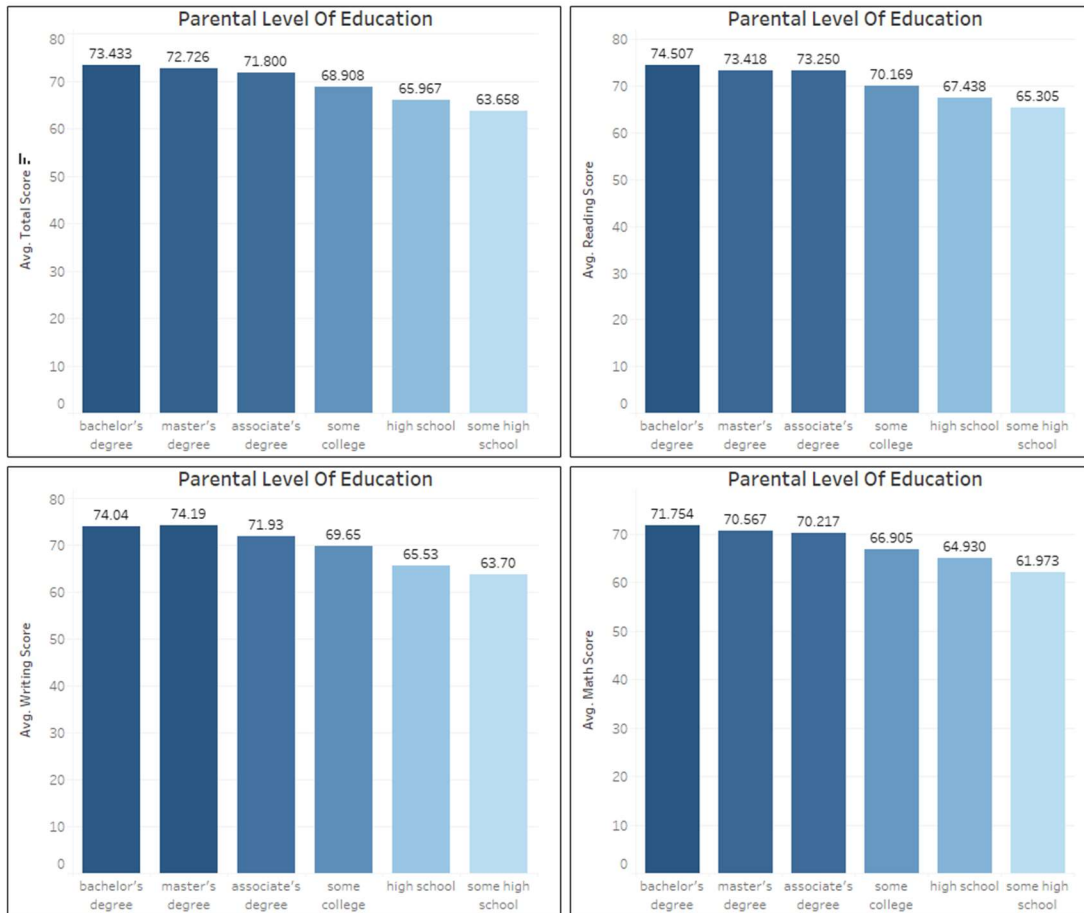 Parental Level Of Education
Avg. Total Score
80
70
60
50
40
30
20
10
0
73.433
72.726
71.800
68.908
65.967
63.658
bachelor's degree
master's degree
associate's degree
some college
high school
some high school
Parental Level Of Education
Avg. Reading Score
80
70
60
50
40
30
20
10
0
74.507
73.418
73.250
70.169
67.438
65.305
bachelor's degree
master's degree
associate's degree
some college
high school
some high school
Parental Level Of Education
Avg. Writing Score
80
70
60
50
40
30
20
10
0
74.04
74.19
71.93
69.65
65.53
63.70
bachelor's degree
master's degree
associate's degree
some college
high school
some high school
Parental Level Of Education
Avg. Math Score
70
60
50
40
30
20
10
0
71.754
70.567
70.217
66.905
64.930
61.973
bachelor's degree
master's degree
associate's degree
some college
high school
some high school